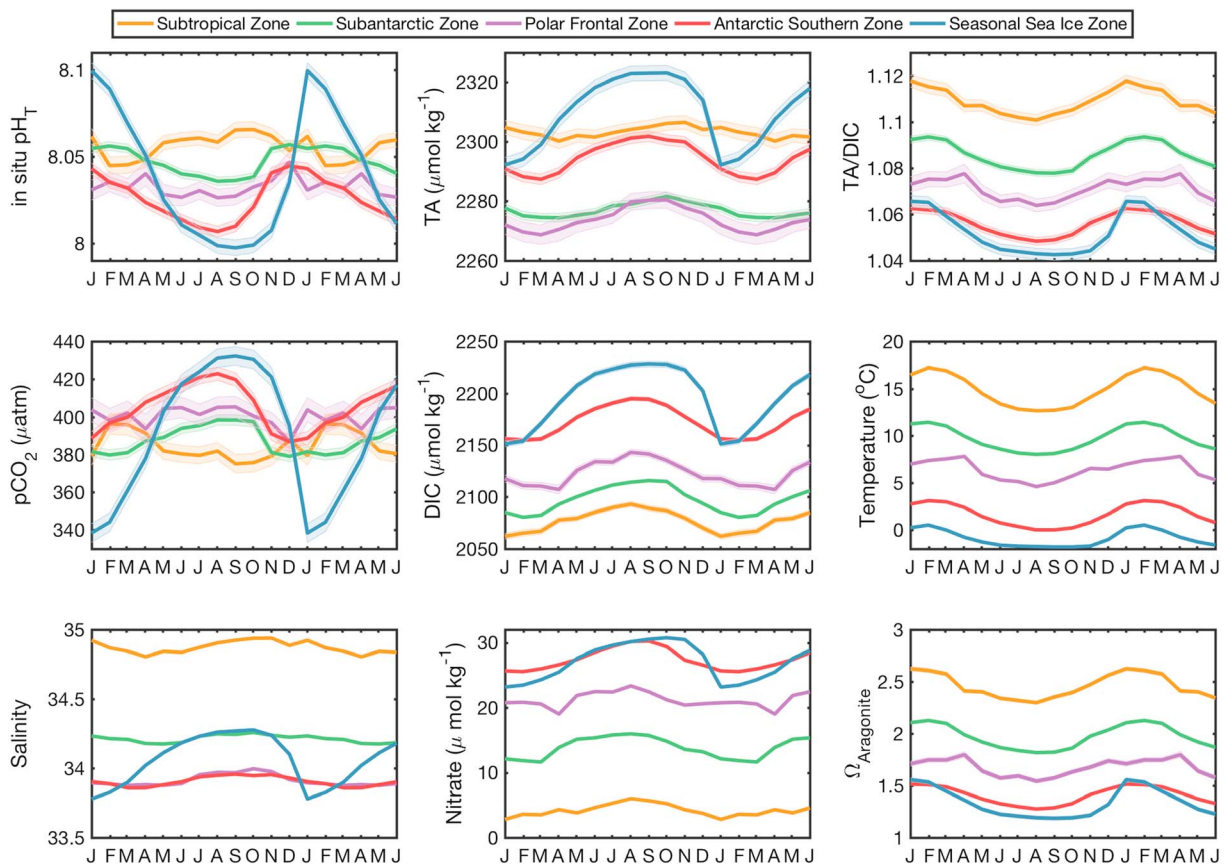 Subtropical Zone Subantarctic Zone Polar Frontal Zone Antarctic Southern Zone Seasonal Sea Ice Zone
in situ pH_T
8.1
8.05
8
J F M A M J J A S O N D J F M A M J
TA (μmol kg⁻¹)
2320
2300
2280
2260
J F M A M J J A S O N D J F M A M J
TA/DIC
1.12
1.1
1.08
1.06
1.04
J F M A M J J A S O N D J F M A M J
pCO₂ (μatm)
440
420
400
380
360
340
J F M A M J J A S O N D J F M A M J
DIC (μmol kg⁻¹)
2250
2200
2150
2100
2050
J F M A M J J A S O N D J F M A M J
Temperature (°C)
20
15
10
5
0
J F M A M J J A S O N D J F M A M J
Salinity
35
34.5
34
33.5
J F M A M J J A S O N D J F M A M J
Nitrate (μ mol kg⁻¹)
30
20
10
0
J F M A M J J A S O N D J F M A M J
Ω_Aragonite
3
2.5
2
1.5
1
J F M A M J J A S O N D J F M A M J